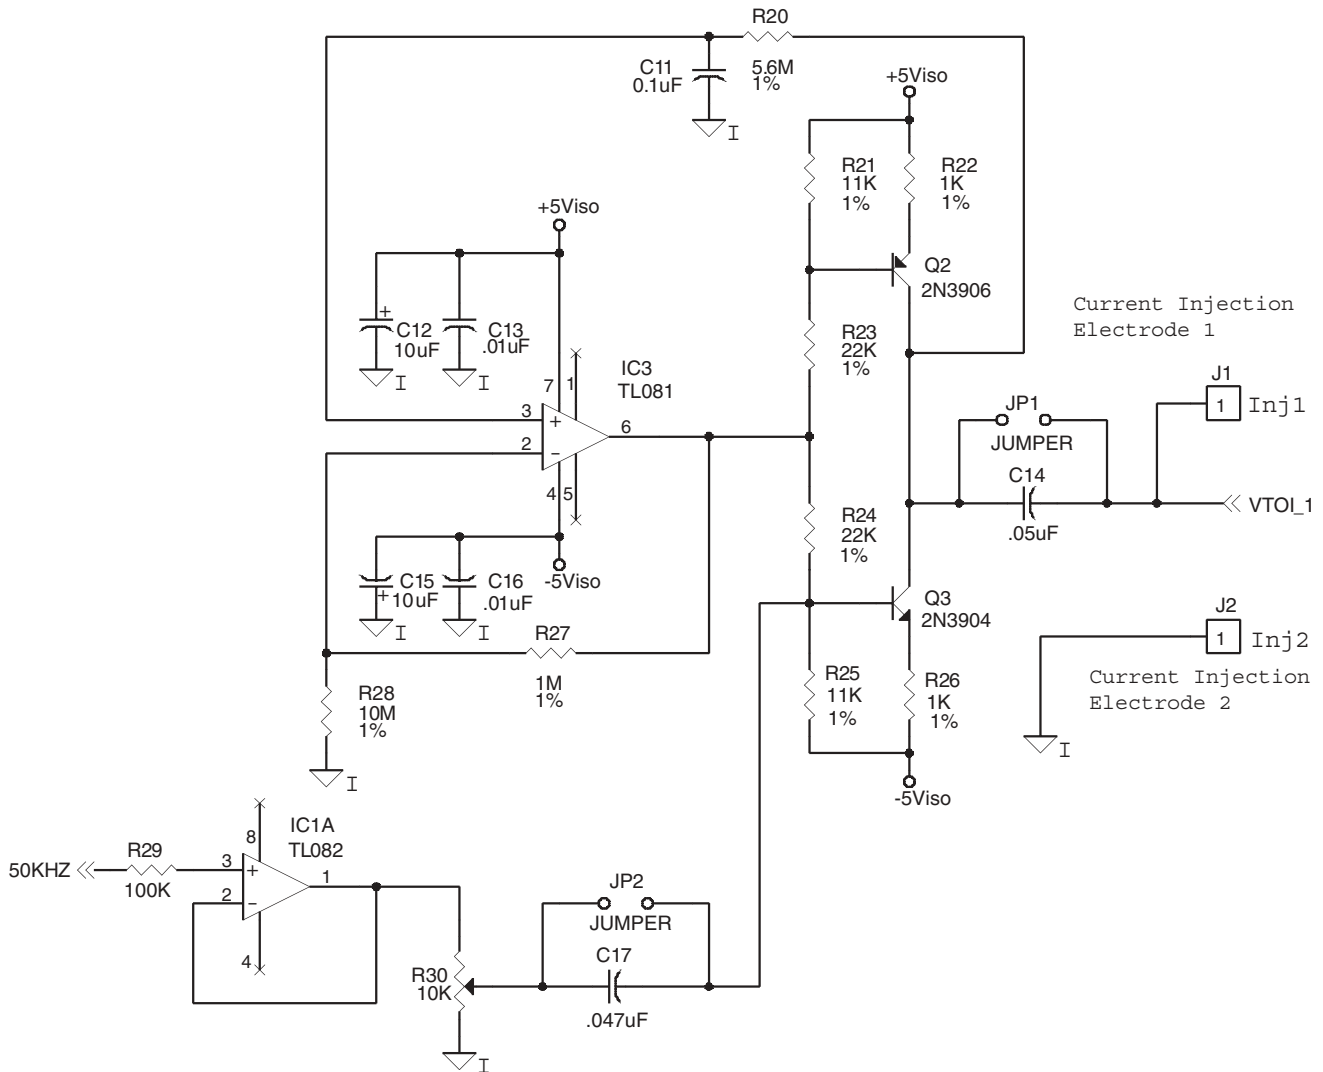 R20
5.6M
1%
C11
0.1uF
I
+5Viso
R21
11K
1%
R22
1K
1%
+5Viso
Q2
2N3906
Current Injection
Electrode 1
C12
10uF
+
I
C13
.01uF
I
R23
22K
1%
IC3
TL081
7
1
3
+
2
−
6
4
5
J1
1
Inj1
JP1
JUMPER
C14
.05uF
VTOI_1
R24
22K
1%
-5Viso
C15
10uF
+
I
C16
.01uF
I
Q3
2N3904
J2
1
Inj2
R27
1M
1%
R28
10M
1%
I
R25
11K
1%
R26
1K
1%
Current Injection
Electrode 2
I
-5Viso
IC1A
TL082
8
50KHZ
R29
100K
3
+
2
−
1
4
JP2
JUMPER
C17
.047uF
R30
10K
I